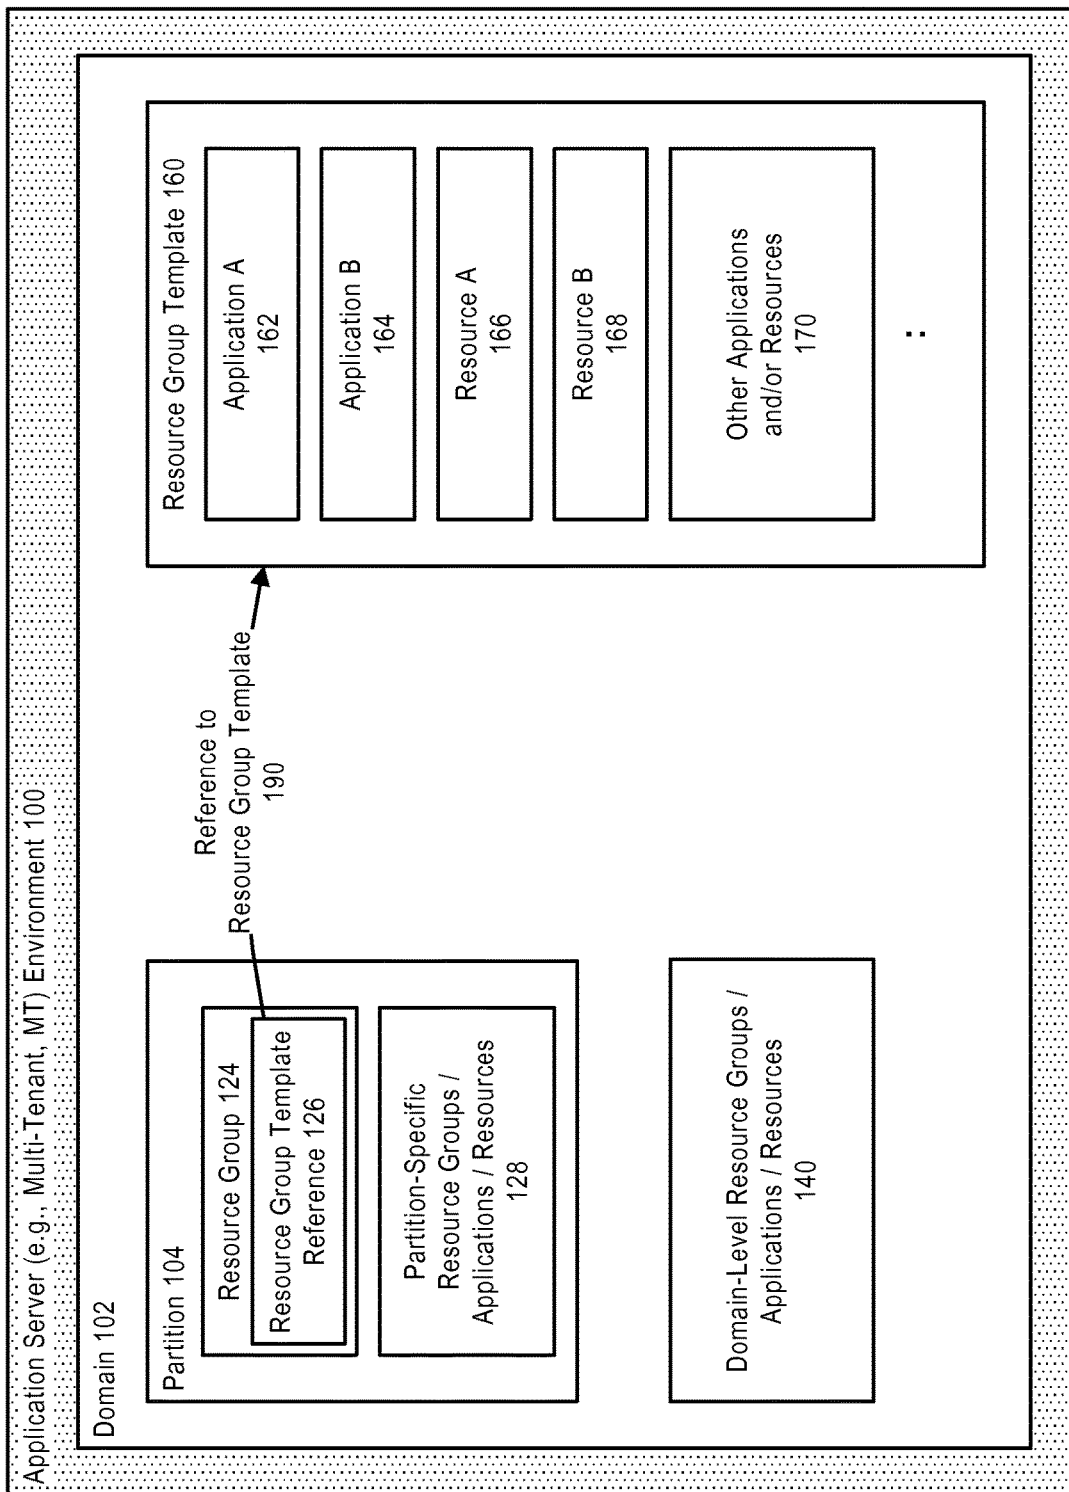 Application Server (e.g., Multi-Tenant, MT) Environment 100
Domain 102
Partition 104
Resource Group 124
Resource Group Template
Reference 126
Partition-Specific
Resource Groups /
Applications / Resources
128
Domain-Level Resource Groups /
Applications / Resources
140
Reference to
Resource Group Template
190
Resource Group Template 160
Application A
162
Application B
164
Resource A
166
Resource B
168
Other Applications
and/or Resources
170
..